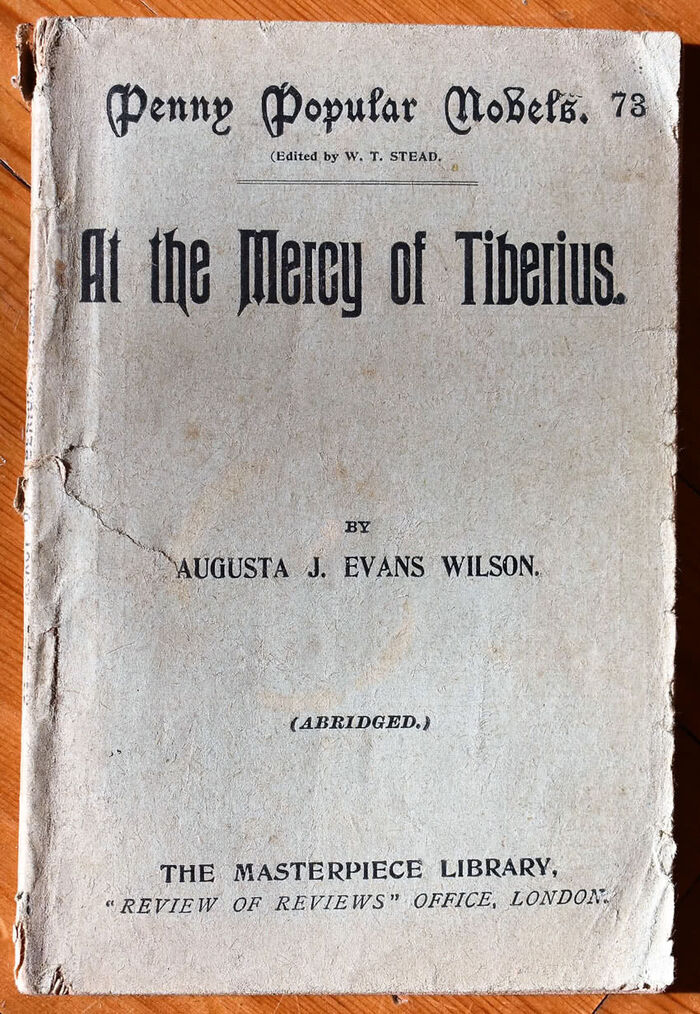 Penny Popular Novels. 73
(Edited by W. T. STEAD.
At the Mercy of Tiberius.
BY
AUGUSTA J. EVANS WILSON.
(ABRIDGED.)
THE MASTERPIECE LIBRARY,
"REVIEW OF REVIEWS" OFFICE, LONDON.